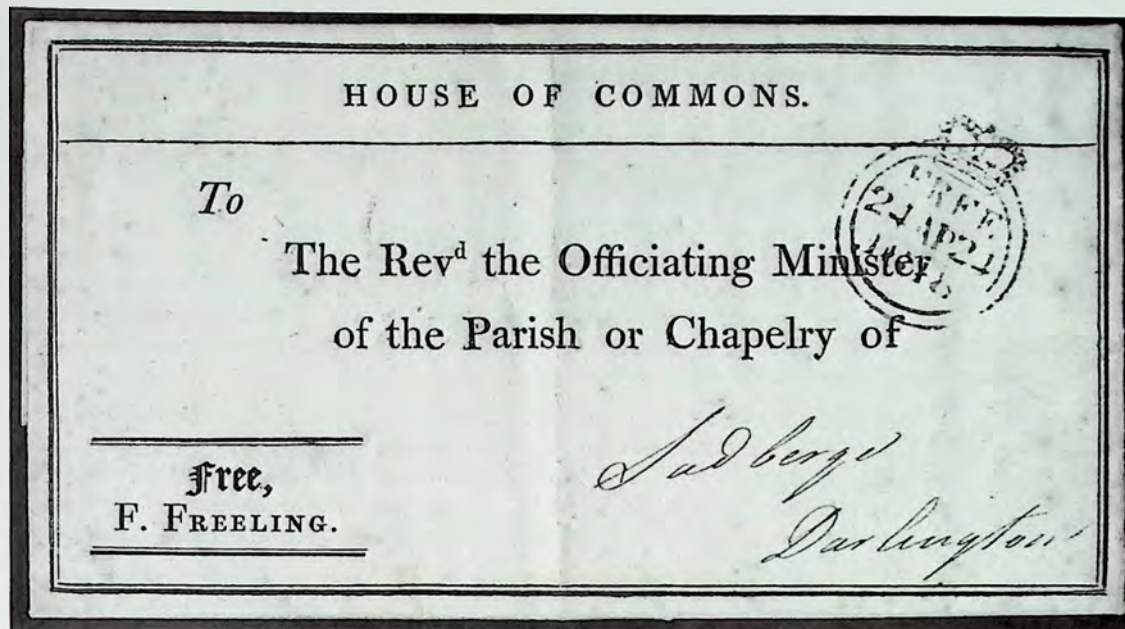 HOUSE OF COMMONS.
To
The Revᵈ the Officiating Minister
of the Parish or Chapelry of
Sadberge
Darlington
Free,
F. FREELING.
FREE